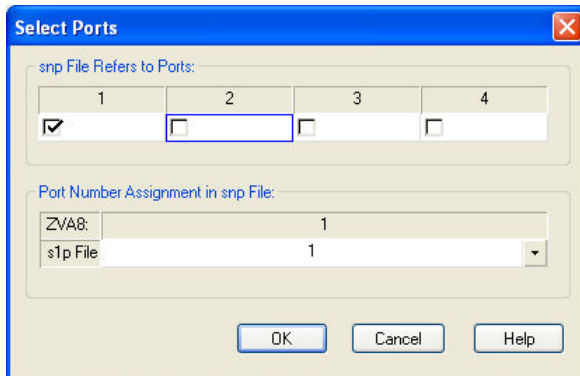 Select Ports
snp File Refers to Ports:
1 2 3 4
Port Number Assignment in snp File:
ZVA8: 1
s1p File 1
OK Cancel Help